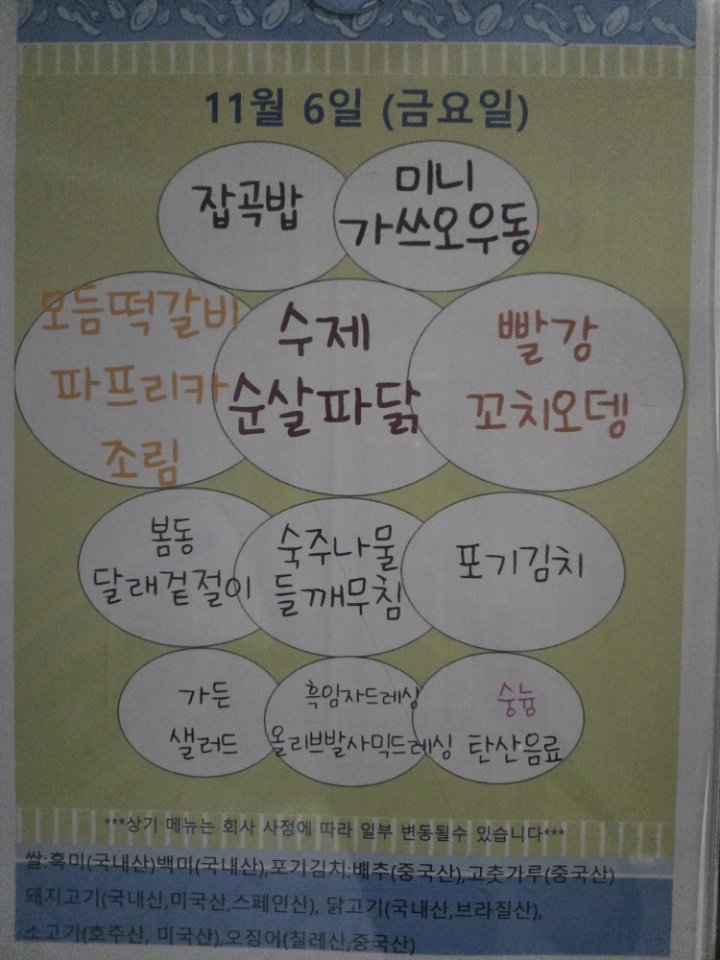 11월 6일 (금요일)
잡곡밥
미니
가쓰오우동
모듬떡갈비
파프리카
조림
수제
순살파닭
빨강
꼬치오뎅
봄동
달래겉절이
숙주나물
들깨무침
포기김치
가든
샐러드
흑임자드레싱
올리브발사믹드레싱
숭늉
탄산음료
***상기 메뉴는 회사 사정에 따라 일부 변동될수 있습니다***
쌀:흑미(국내산)백미(국내산),포기김치:배추(중국산),고춧가루(중국산)
돼지고기(국내산,미국산,스페인산), 닭고기(국내산,브라질산),
소고기(호주산, 미국산),오징어(칠레산,중국산)